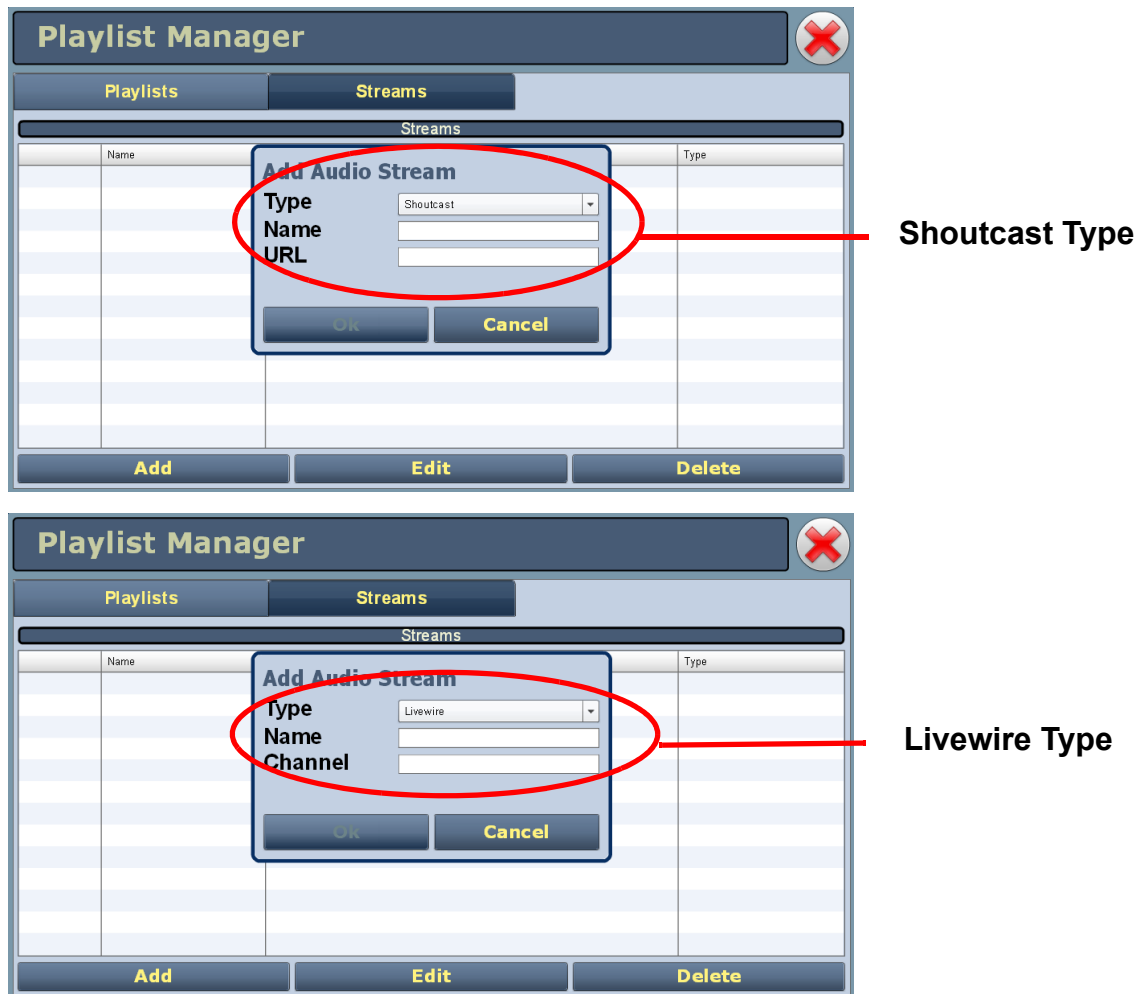 Playlist Manager
Playlists Streams
Streams
Name Type
Add Audio Stream
Type Shoutcast
Name
URL
Ok Cancel
Add Edit Delete
Shoutcast Type
Playlist Manager
Playlists Streams
Streams
Name Type
Add Audio Stream
Type Livewire
Name
Channel
Ok Cancel
Add Edit Delete
Livewire Type